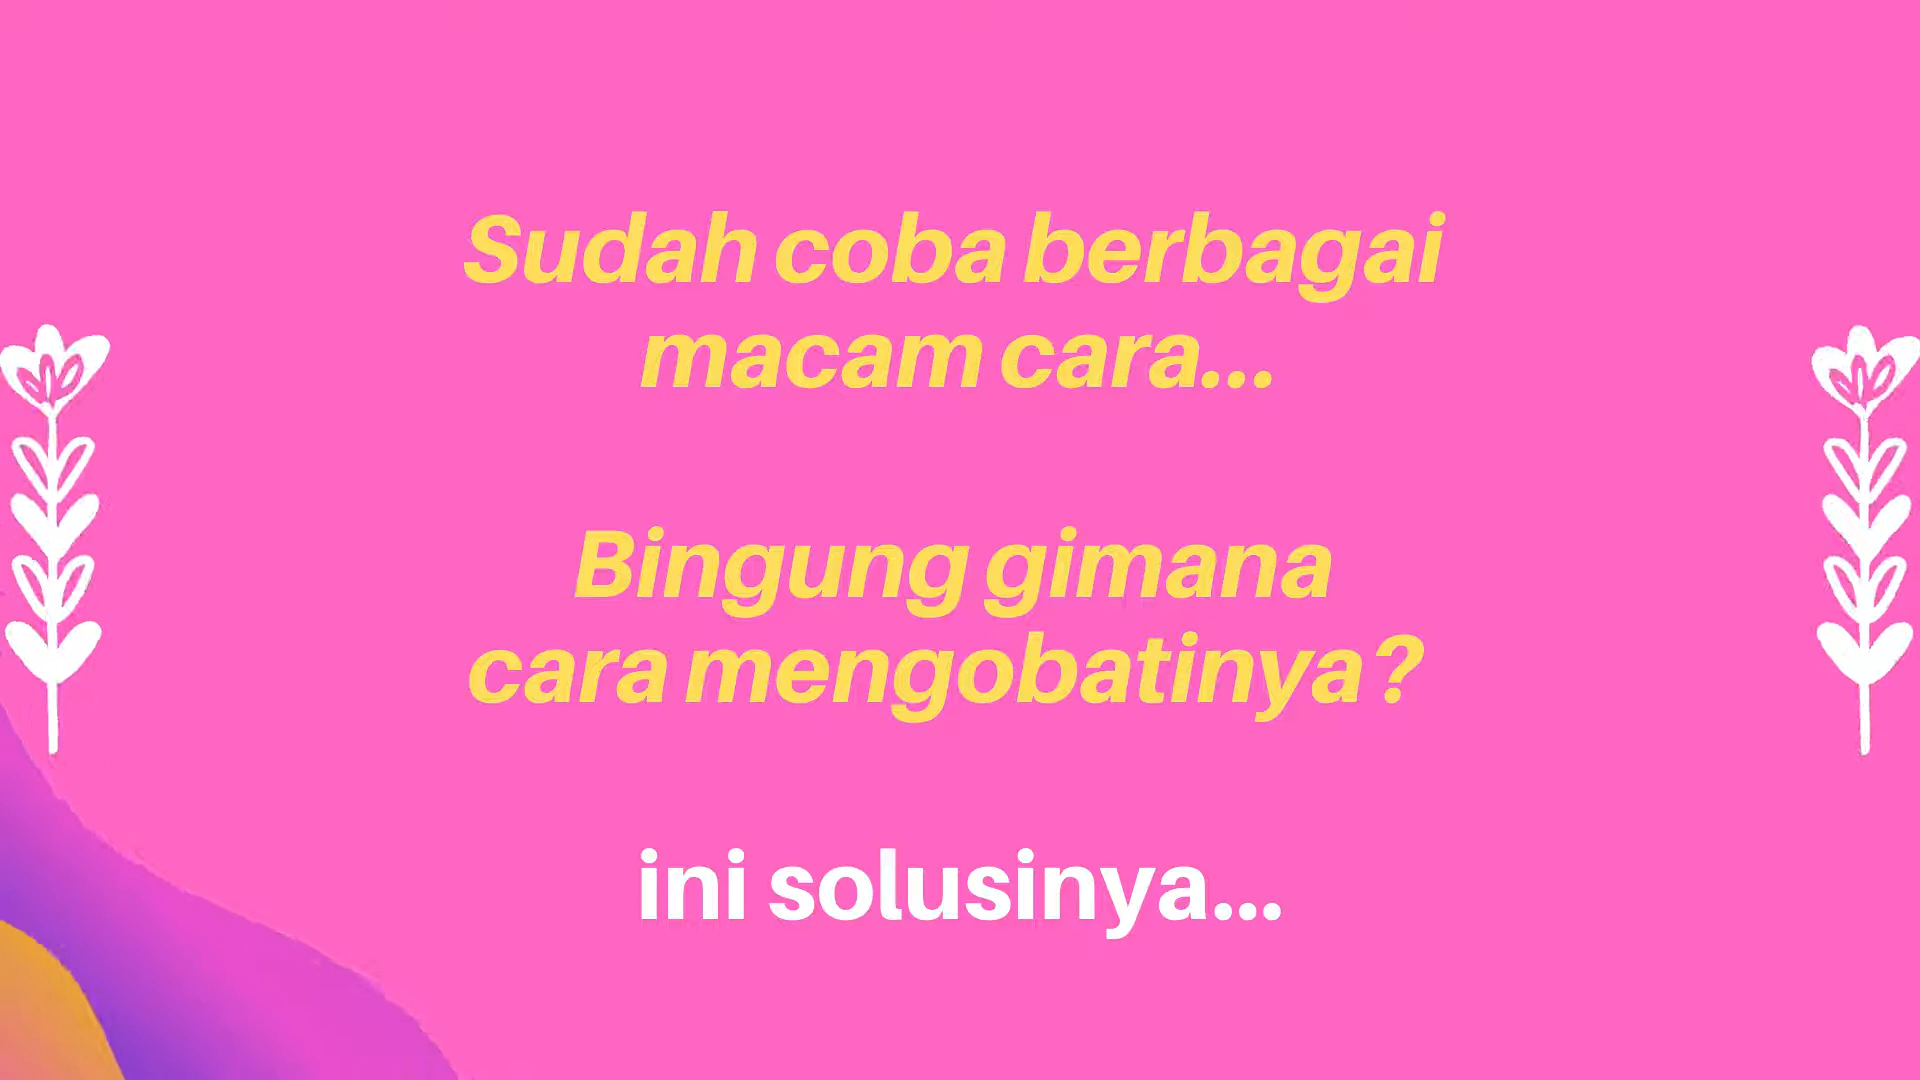 Sudah coba berbagai
macam cara...
Bingung gimana
cara mengobatinya?
ini solusinya...